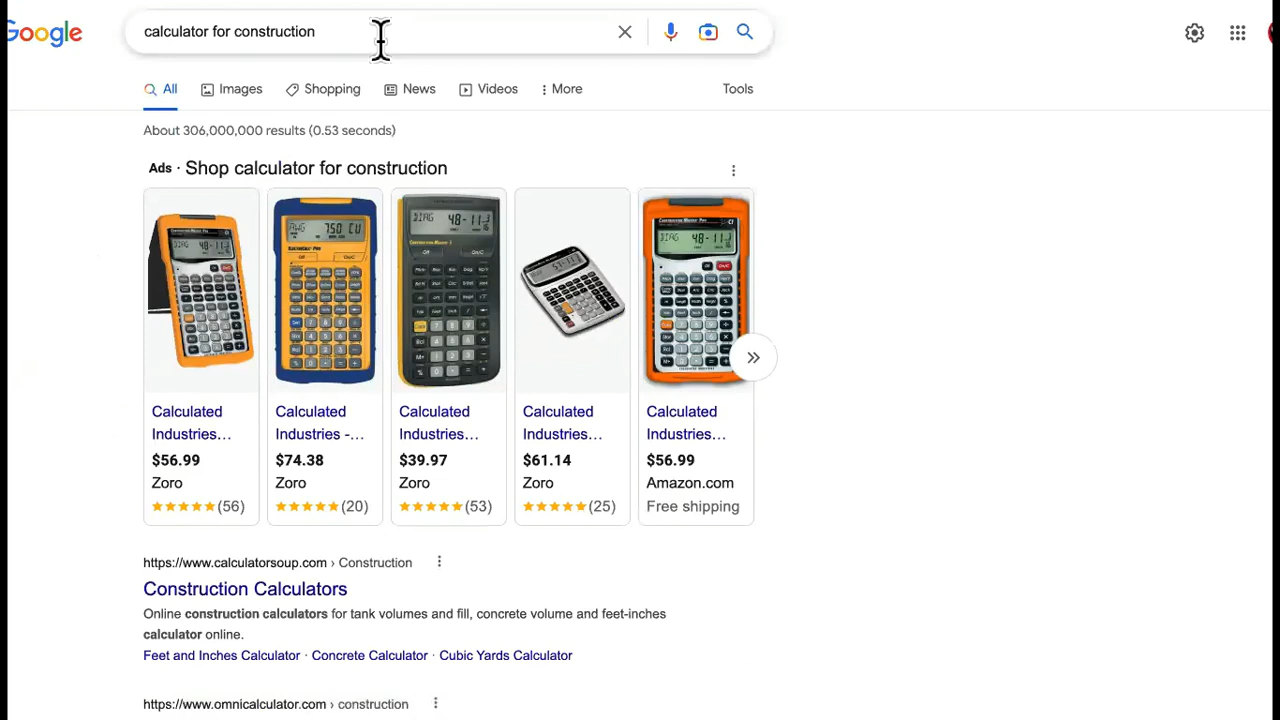 Google
calculator for construction
All
Images
Shopping
News
Videos
More
Tools
About 306,000,000 results (0.53 seconds)
Ads · Shop calculator for construction
Calculated
Industries...
$56.99
Zoro
(56)
Calculated
Industries -...
$74.38
Zoro
(20)
Calculated
Industries...
$39.97
Zoro
(53)
Calculated
Industries...
$61.14
Zoro
(25)
Calculated
Industries...
$56.99
Amazon.com
Free shipping
https://www.calculatorsoup.com › Construction
Construction Calculators
Online construction calculators for tank volumes and fill, concrete volume and feet-inches
calculator online.
Feet and Inches Calculator · Concrete Calculator · Cubic Yards Calculator
https://www.omnicalculator.com › construction